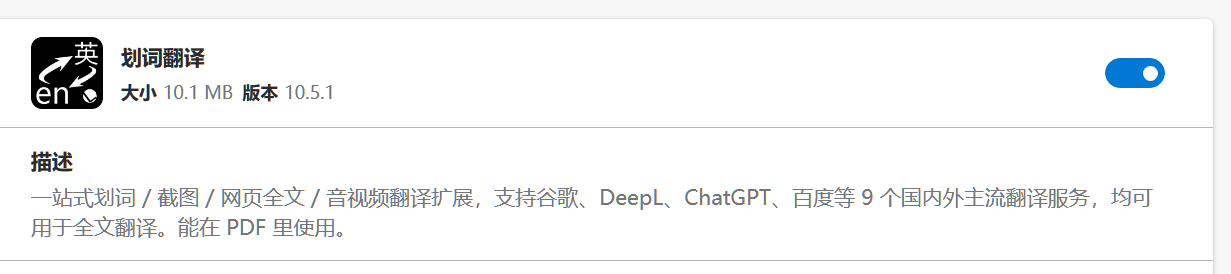 英
en
划词翻译
大小 10.1 MB 版本 10.5.1
描述
一站式划词 / 截图 / 网页全文 / 音视频翻译扩展，支持谷歌、DeepL、ChatGPT、百度等 9 个国内外主流翻译服务，均可
用于全文翻译。能在 PDF 里使用。